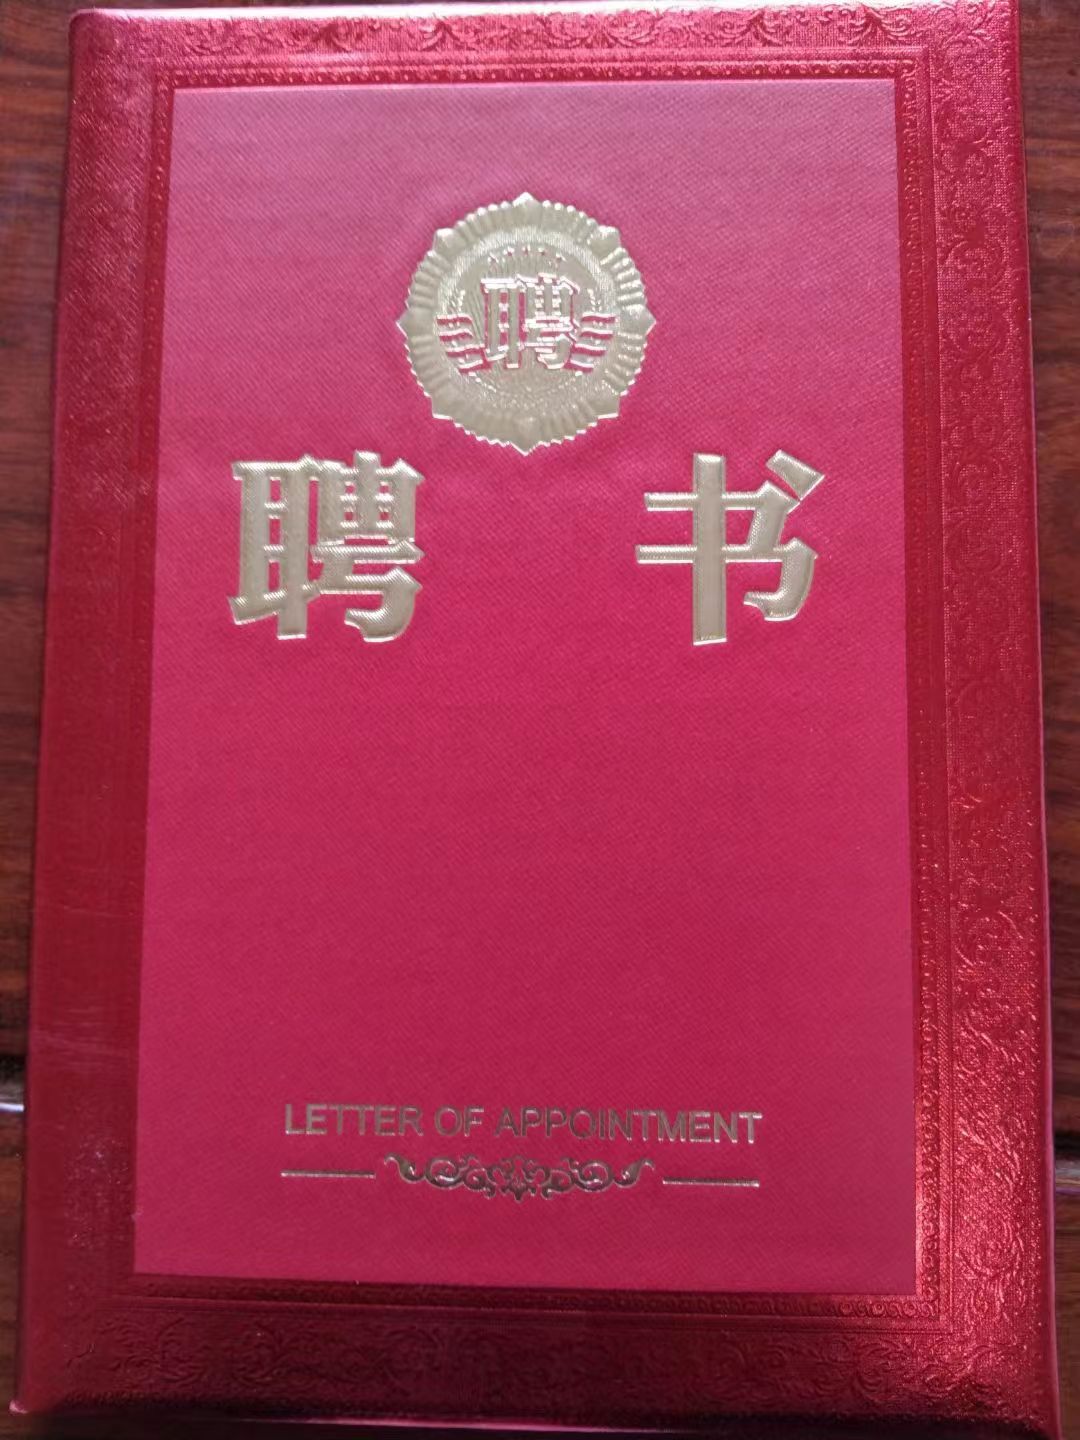 聘
聘书
LETTER OF APPOINTMENT